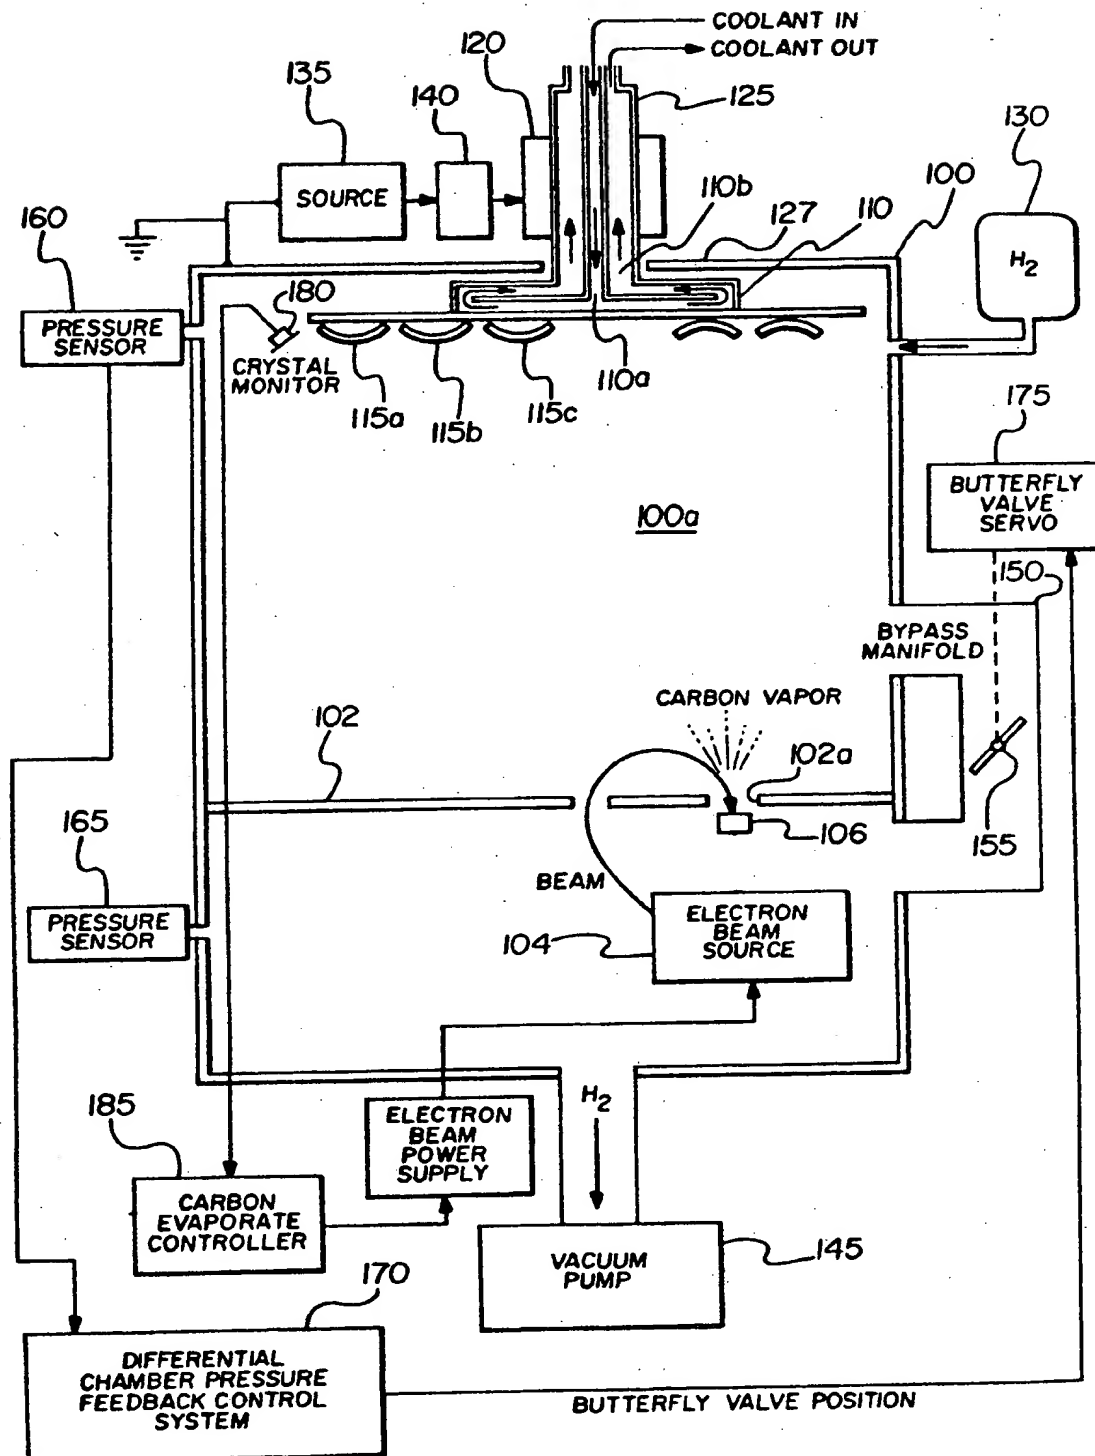 COOLANT IN
COOLANT OUT
120
135
140
125
130
SOURCE
110b
127
110
100
160
H2
180
PRESSURE
SENSOR
CRYSTAL
MONITOR
110a
115a
115b
115c
175
BUTTERFLY
VALVE
SERVO
100a
150
BYPASS
MANIFOLD
CARBON VAPOR
102
102a
106
155
165
BEAM
PRESSURE
SENSOR
ELECTRON
BEAM
SOURCE
104
H2
185
ELECTRON
BEAM
POWER
SUPPLY
CARBON
EVAPORATE
CONTROLLER
145
VACUUM
PUMP
170
DIFFERENTIAL
CHAMBER PRESSURE
FEEDBACK CONTROL
SYSTEM
BUTTERFLY VALVE POSITION